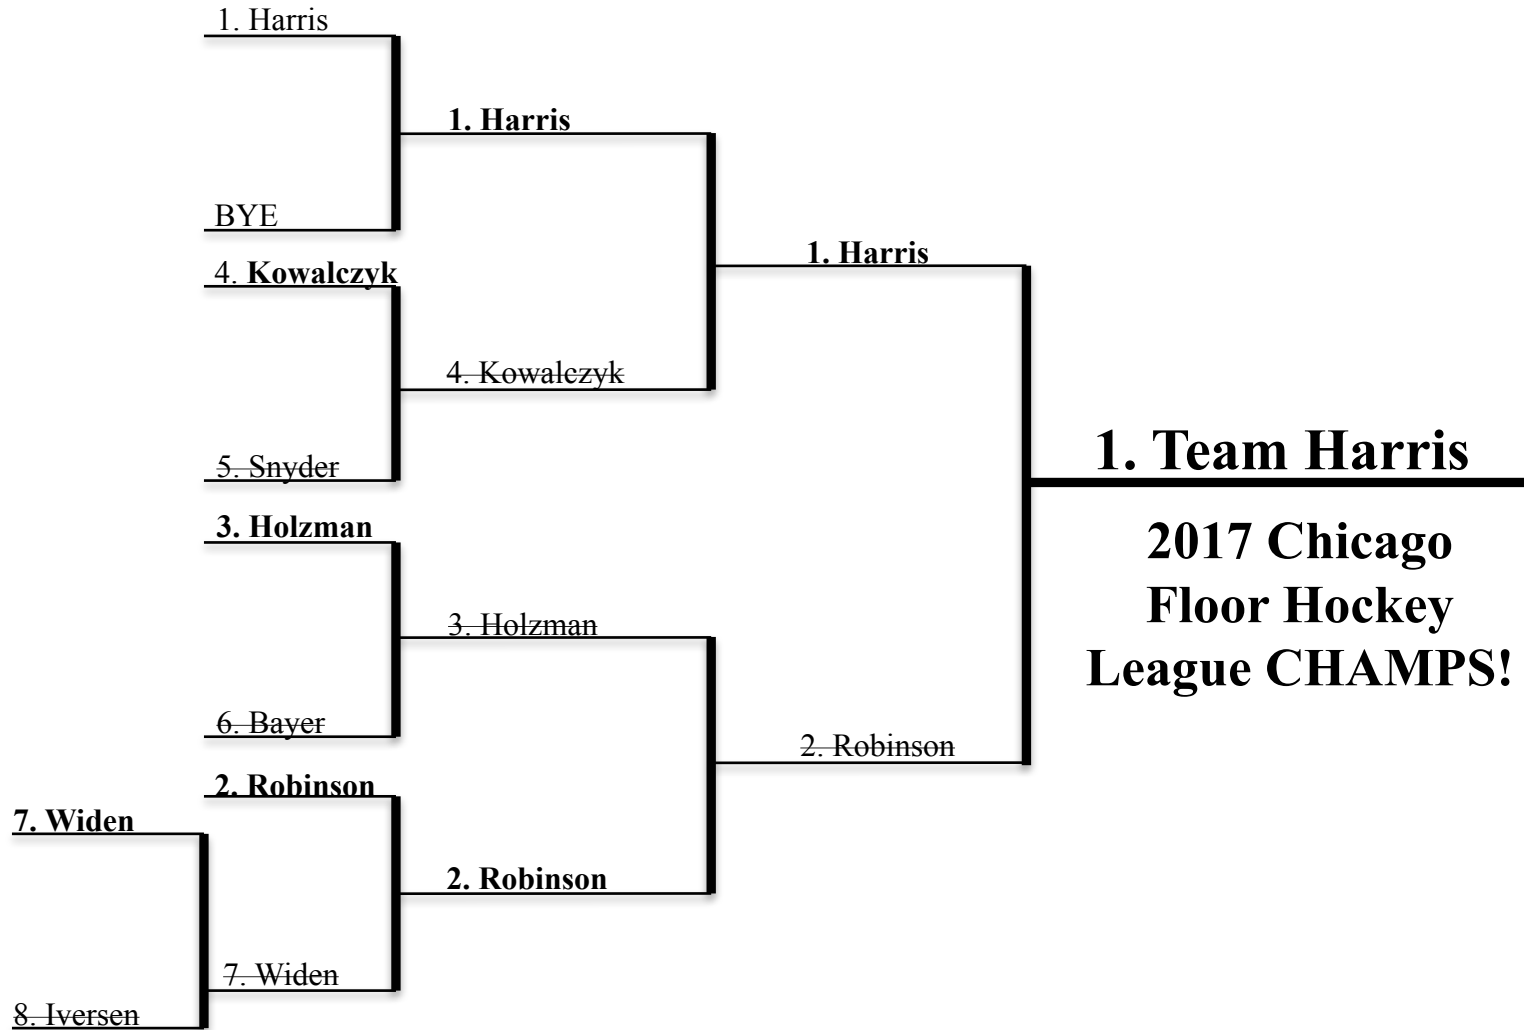 1. Harris
1. Harris
BYE
1. Harris
4. Kowalczyk
4. Kowalczyk
1. Team Harris
5. Snyder
3. Holzman
2017 Chicago
Floor Hockey
League CHAMPS!
3. Holzman
6. Bayer
2. Robinson
2. Robinson
7. Widen
2. Robinson
7. Widen
8. Iversen